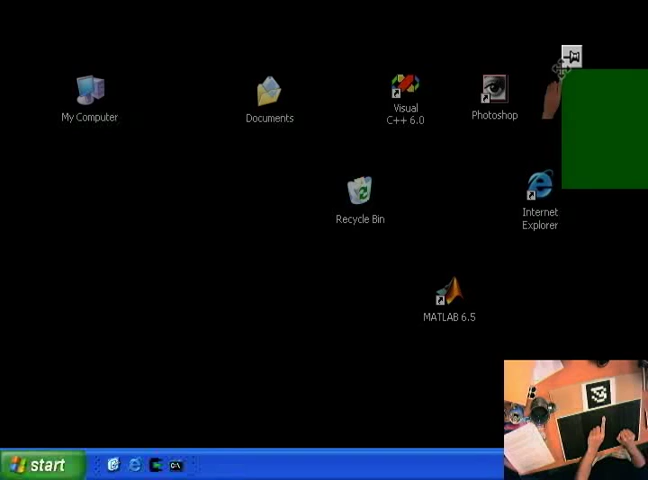 My Computer
Documents
Visual
C++ 6.0
Photoshop
Recycle Bin
Internet
Explorer
MATLAB 6.5
start
C:\